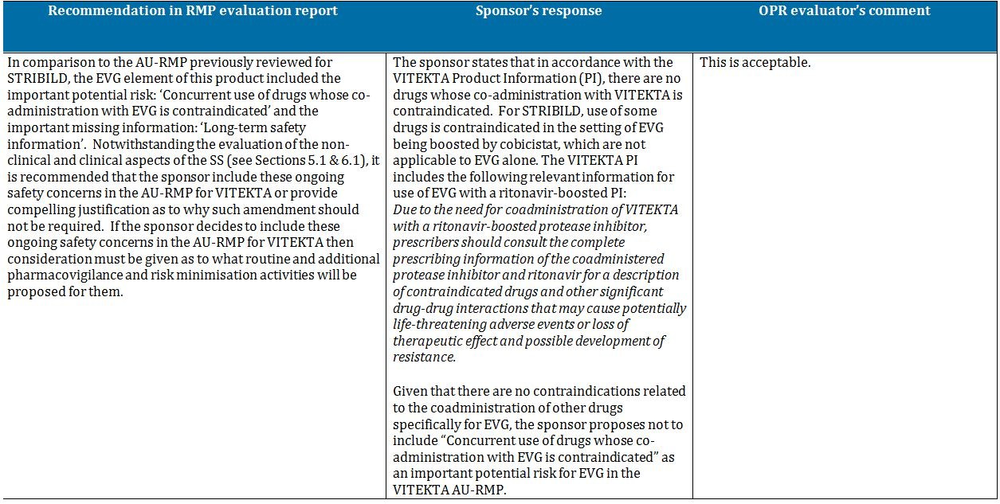 Recommendation in RMP evaluation report
Sponsor’s response
OPR evaluator’s comment
In comparison to the AU-RMP previously reviewed for
STRIBILD, the EVG element of this product included the
important potential risk: ‘Concurrent use of drugs whose co-
administration with EVG is contraindicated’ and the
important missing information: ‘Long-term safety
information’.  Notwithstanding the evaluation of the non-
clinical and clinical aspects of the SS (see Sections 5.1 & 6.1), it
is recommended that the sponsor include these ongoing
safety concerns in the AU-RMP for VITEKTA or provide
compelling justification as to why such amendment should
not be required.  If the sponsor decides to include these
ongoing safety concerns in the AU-RMP for VITEKTA then
consideration must be given as to what routine and additional
pharmacovigilance and risk minimisation activities will be
proposed for them.
The sponsor states that in accordance with the
VITEKTA Product Information (PI), there are no
drugs whose co-administration with VITEKTA is
contraindicated.  For STRIBILD, use of some
drugs is contraindicated in the setting of EVG
being boosted by cobicistat, which are not
applicable to EVG alone. The VITEKTA PI
includes the following relevant information for
use of EVG with a ritonavir-boosted PI:
Due to the need for coadministration of VITEKTA
with a ritonavir-boosted protease inhibitor,
prescribers should consult the complete
prescribing information of the coadministered
protease inhibitor and ritonavir for a description
of contraindicated drugs and other significant
drug-drug interactions that may cause potentially
life-threatening adverse events or loss of
therapeutic effect and possible development of
resistance.
Given that there are no contraindications related
to the coadministration of other drugs
specifically for EVG, the sponsor proposes not to
include “Concurrent use of drugs whose co-
administration with EVG is contraindicated” as
an important potential risk for EVG in the
VITEKTA AU-RMP.
This is acceptable.